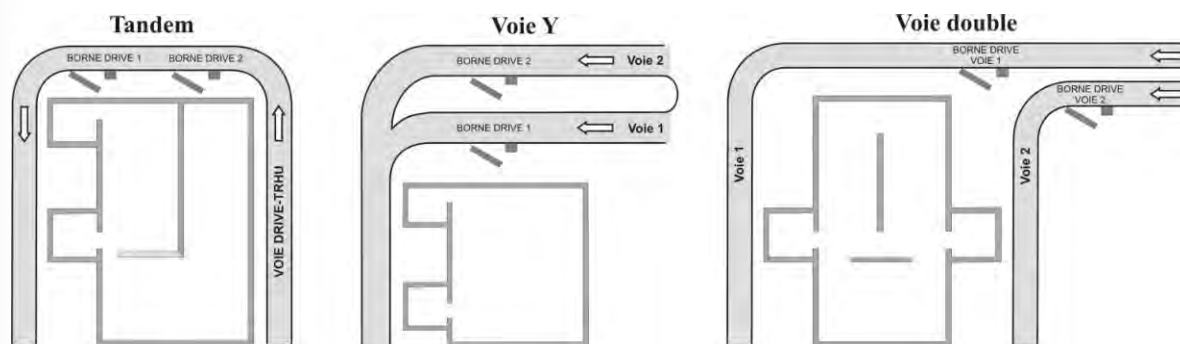 Tandem
BORNE DRIVE 1
BORNE DRIVE 2
VOIE DRIVE-TRHU
Voie Y
BORNE DRIVE 2
Voie 2
BORNE DRIVE 1
Voie 1
Voie double
BORNE DRIVE
VOIE 1
BORNE DRIVE
VOIE 2
Voie 1
Voie 2